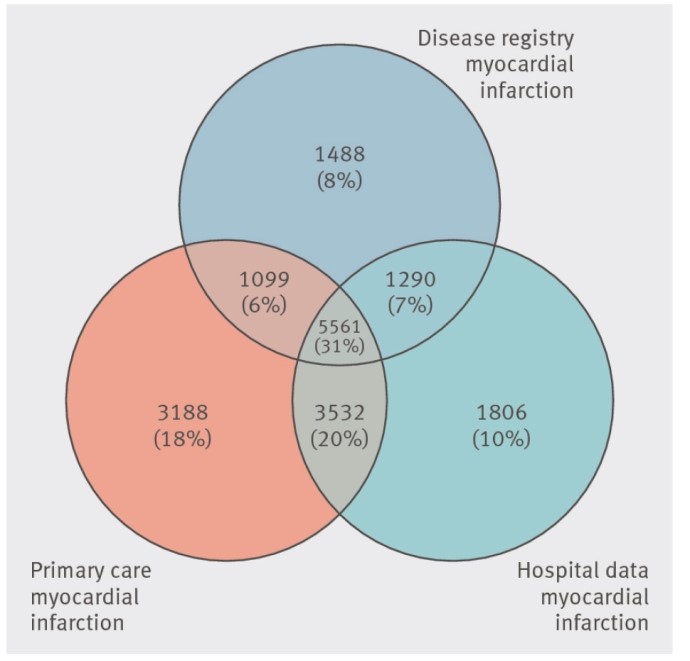 Disease registry
myocardial
infarction
1488
(8%)
1099
(6%)
1290
(7%)
5561
(31%)
3188
(18%)
3532
(20%)
1806
(10%)
Primary care
myocardial
infarction
Hospital data
myocardial
infarction